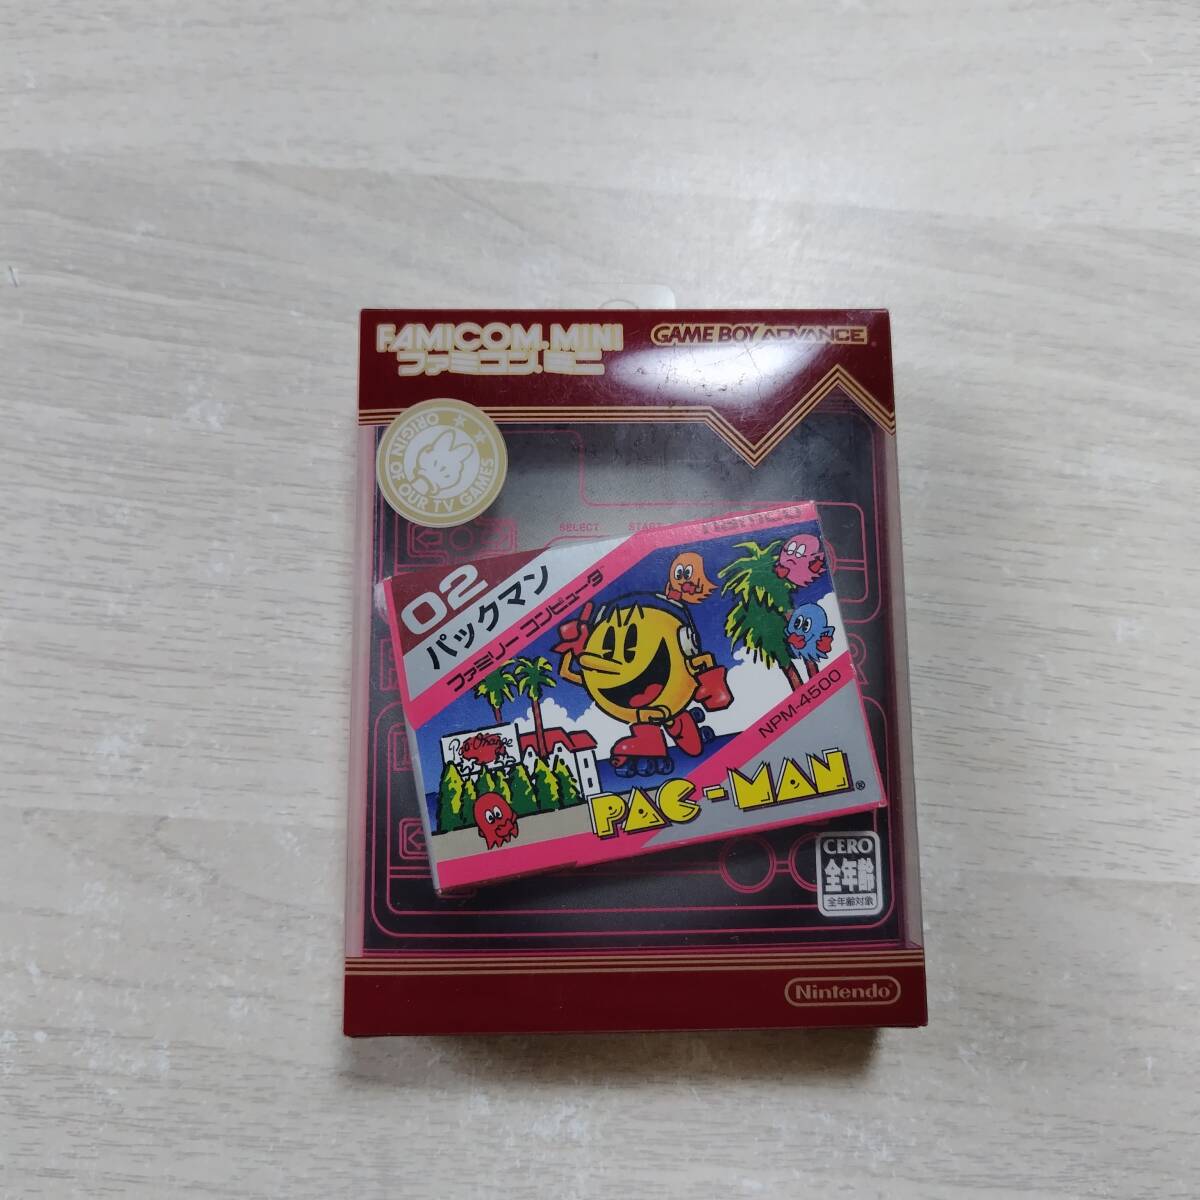 FAMICOM MINI
ファミコンミニ
GAME BOY ADVANCE
ORIGIN OF OUR TV GAMES
SELECT START
namco
02
パックマン
ファミリーコンピュータ
NPM-4500
PAC-MAN®
CERO
全年齢
全年齢対象
Nintendo